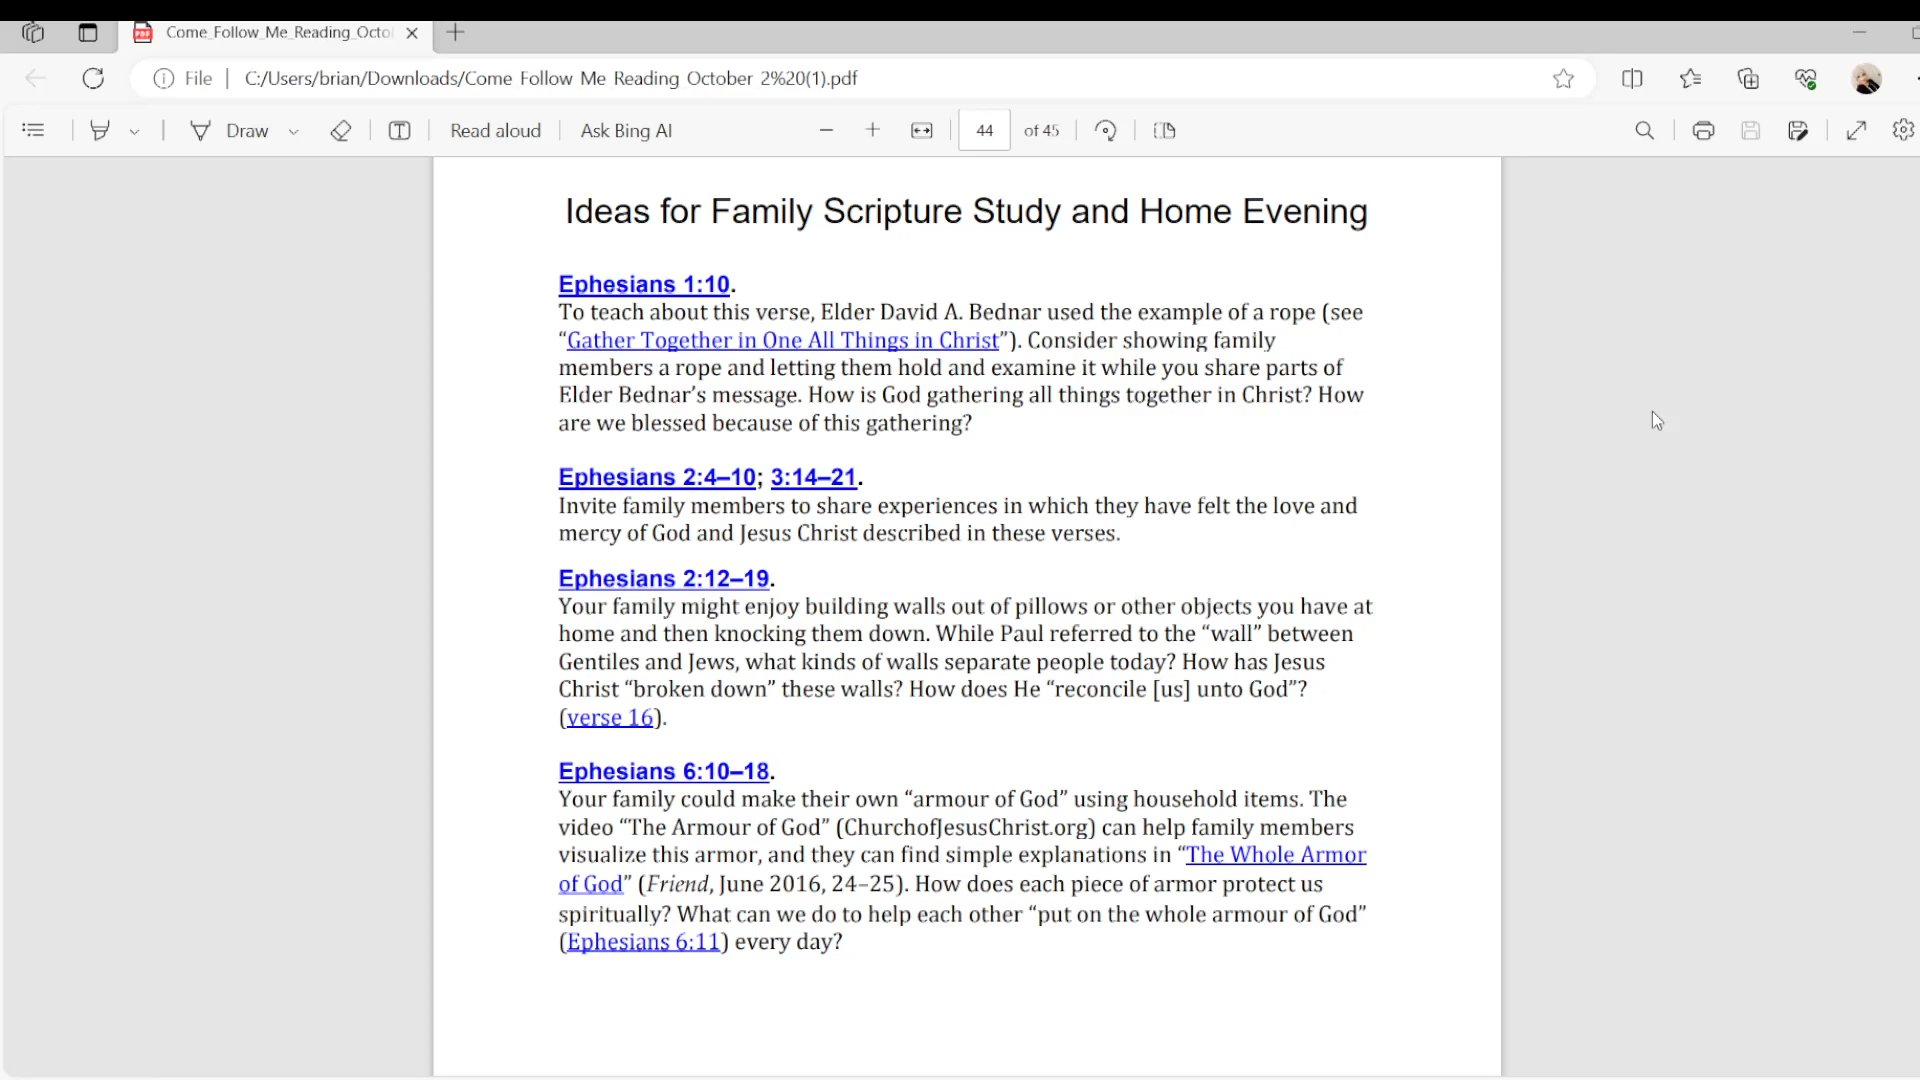 Come_Follow_Me_Reading_Octo
File | C:/Users/brian/Downloads/Come Follow Me Reading October 2%20(1).pdf
Draw Read aloud Ask Bing AI 44 of 45
Ideas for Family Scripture Study and Home Evening
Ephesians 1:10.
To teach about this verse, Elder David A. Bednar used the example of a rope (see
“Gather Together in One All Things in Christ”). Consider showing family
members a rope and letting them hold and examine it while you share parts of
Elder Bednar’s message. How is God gathering all things together in Christ? How
are we blessed because of this gathering?
Ephesians 2:4–10; 3:14–21.
Invite family members to share experiences in which they have felt the love and
mercy of God and Jesus Christ described in these verses.
Ephesians 2:12–19.
Your family might enjoy building walls out of pillows or other objects you have at
home and then knocking them down. While Paul referred to the “wall” between
Gentiles and Jews, what kinds of walls separate people today? How has Jesus
Christ “broken down” these walls? How does He “reconcile [us] unto God”?
(verse 16).
Ephesians 6:10–18.
Your family could make their own “armour of God” using household items. The
video “The Armour of God” (ChurchofJesusChrist.org) can help family members
visualize this armor, and they can find simple explanations in “The Whole Armor
of God” (Friend, June 2016, 24–25). How does each piece of armor protect us
spiritually? What can we do to help each other “put on the whole armour of God”
(Ephesians 6:11) every day?